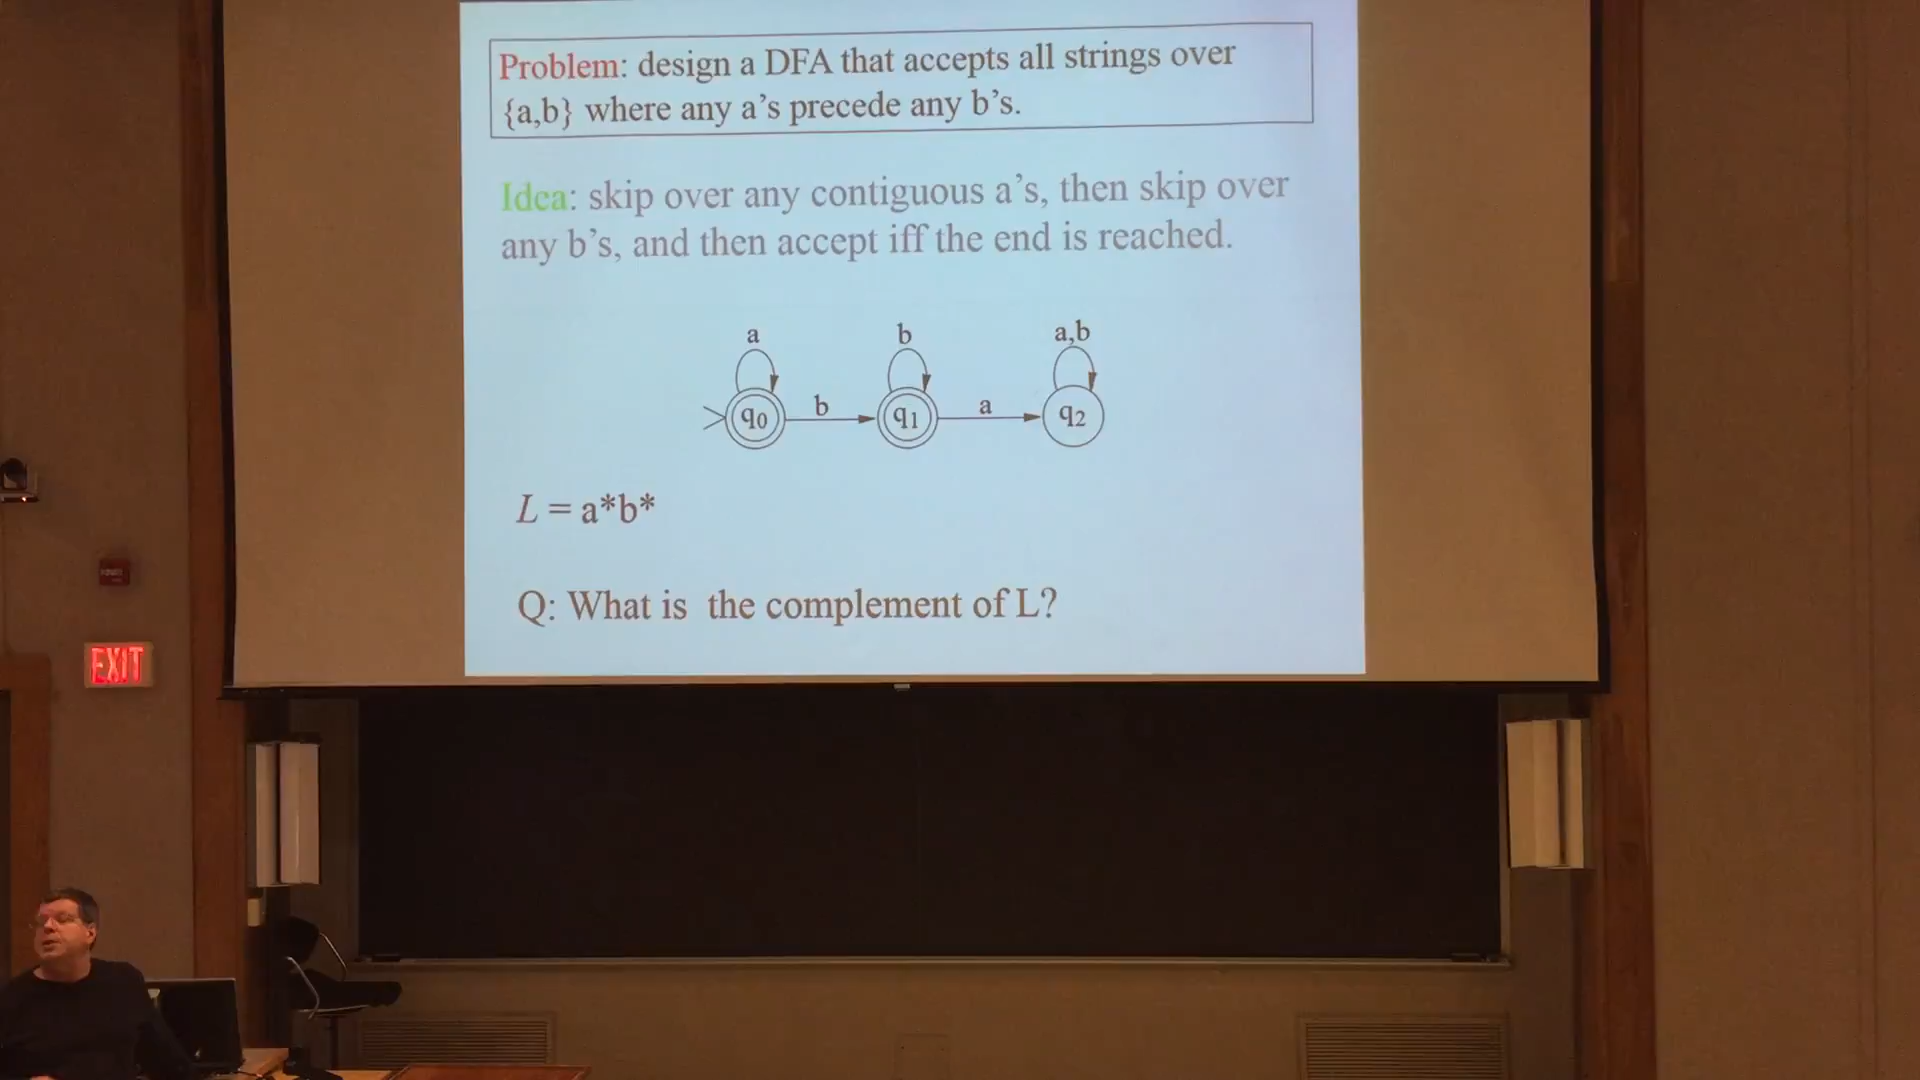 Problem: design a DFA that accepts all strings over
{a,b} where any a's precede any b's.
Idea: skip over any contiguous a's, then skip over
any b's, and then accept iff the end is reached.
a b a,b
> q0 b q1 a q2
L = a*b*
Q: What is the complement of L?
EXIT